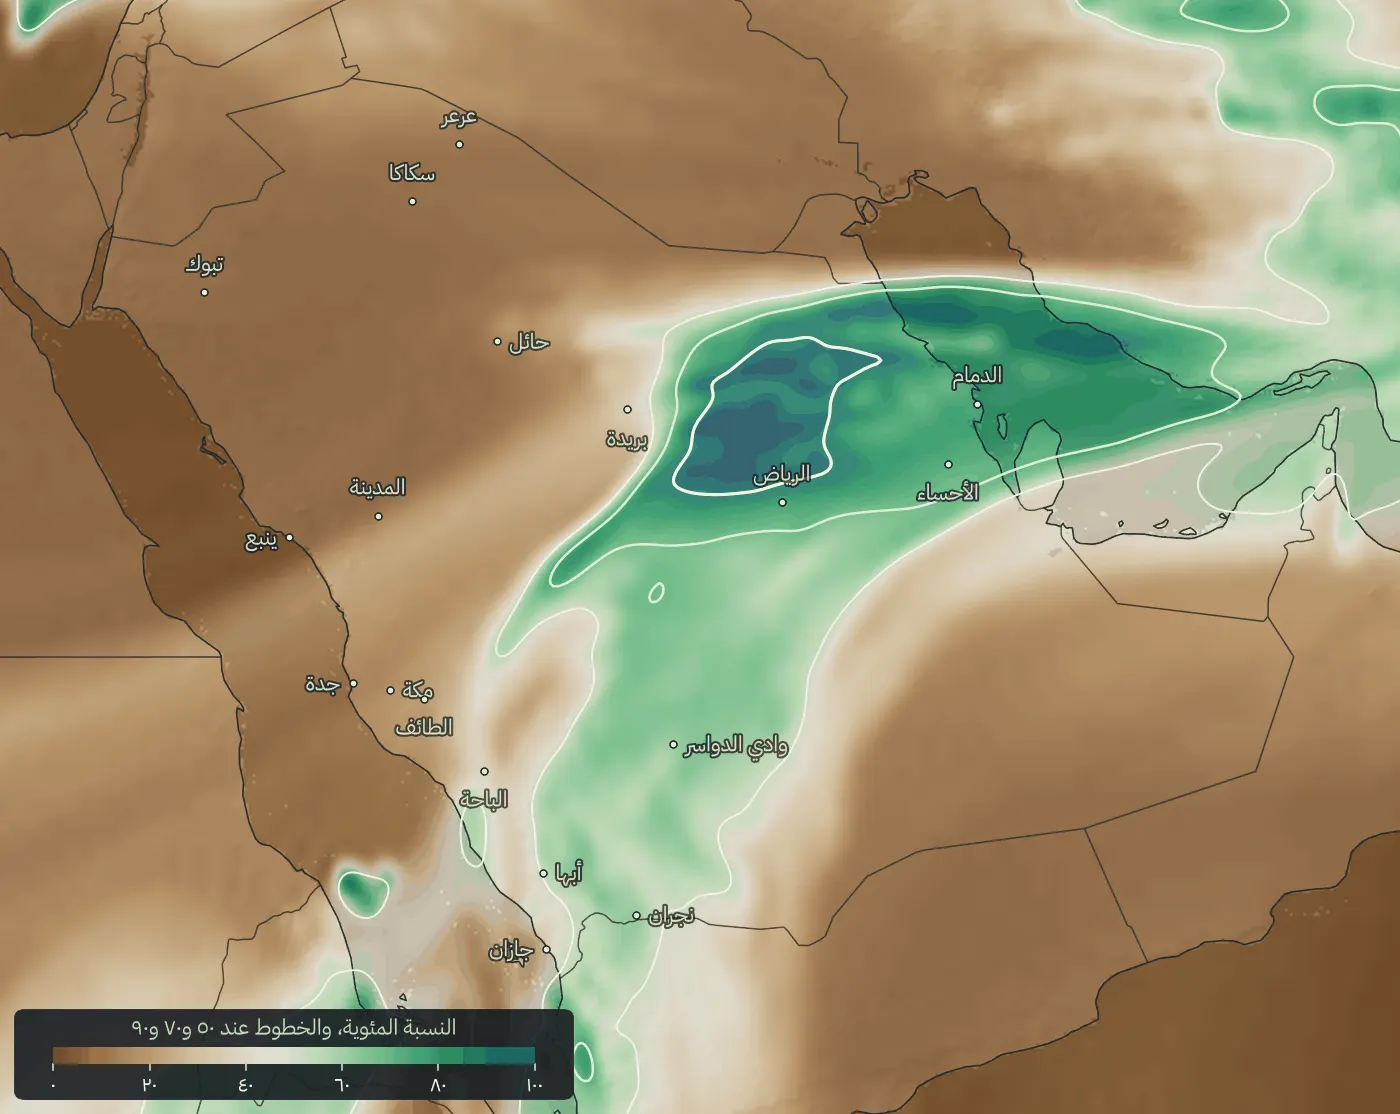 عرعر
سكاكا
تبوك
حائل
الدمام
بريدة
الرياض
الأحساء
المدينة
ينبع
جدة
مكة
الطائف
وادي الدواسر
الباحة
أبها
نجران
جازان
النسبة المئوية، والخطوط عند ٥٠ و٧٠ و٩٠
٠ ٢٠ ٤٠ ٦٠ ٨٠ ١٠٠